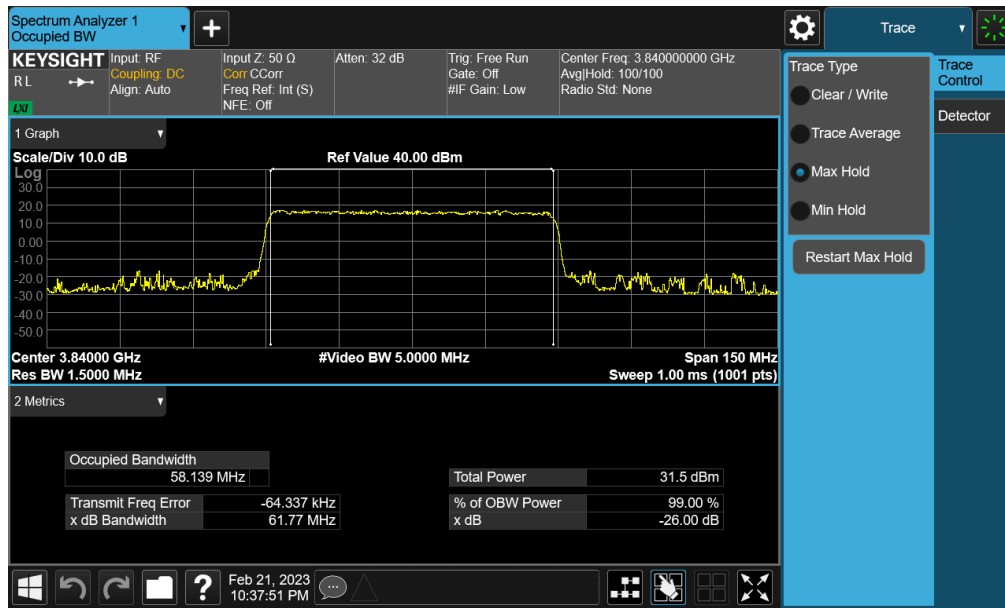 Spectrum Analyzer 1
Occupied BW
Trace
KEYSIGHT
R L
LXI
Input: RF
Coupling: DC
Align: Auto
Input Z: 50 Ω
Corr CCorr
Freq Ref: Int (S)
NFE: Off
Atten: 32 dB
Trig: Free Run
Gate: Off
#IF Gain: Low
Center Freq: 3.840000000 GHz
Avg|Hold: 100/100
Radio Std: None
Trace Type
Clear / Write
Trace Average
Max Hold
Min Hold
Restart Max Hold
Trace
Control
Detector
1 Graph
Scale/Div 10.0 dB
Ref Value 40.00 dBm
Log
30.0
20.0
10.0
0.00
-10.0
-20.0
-30.0
-40.0
-50.0
Center 3.84000 GHz
#Video BW 5.0000 MHz
Span 150 MHz
Res BW 1.5000 MHz
Sweep 1.00 ms (1001 pts)
2 Metrics
Occupied Bandwidth
58.139 MHz
Total Power 31.5 dBm
Transmit Freq Error -64.337 kHz
% of OBW Power 99.00 %
x dB Bandwidth 61.77 MHz
x dB -26.00 dB
?
Feb 21, 2023
10:37:51 PM